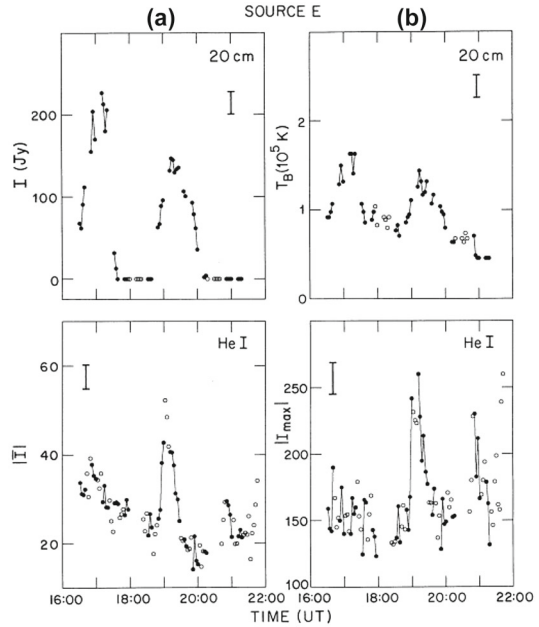 SOURCE E
(a) (b)
20 cm
I (Jy)
200
100
0
20 cm
T_B(10^5 K)
2
1
0
He I
|Ī|
60
40
20
16:00 18:00 20:00 22:00
He I
|I_max|
250
200
150
100
16:00 18:00 20:00 22:00
TIME (UT)